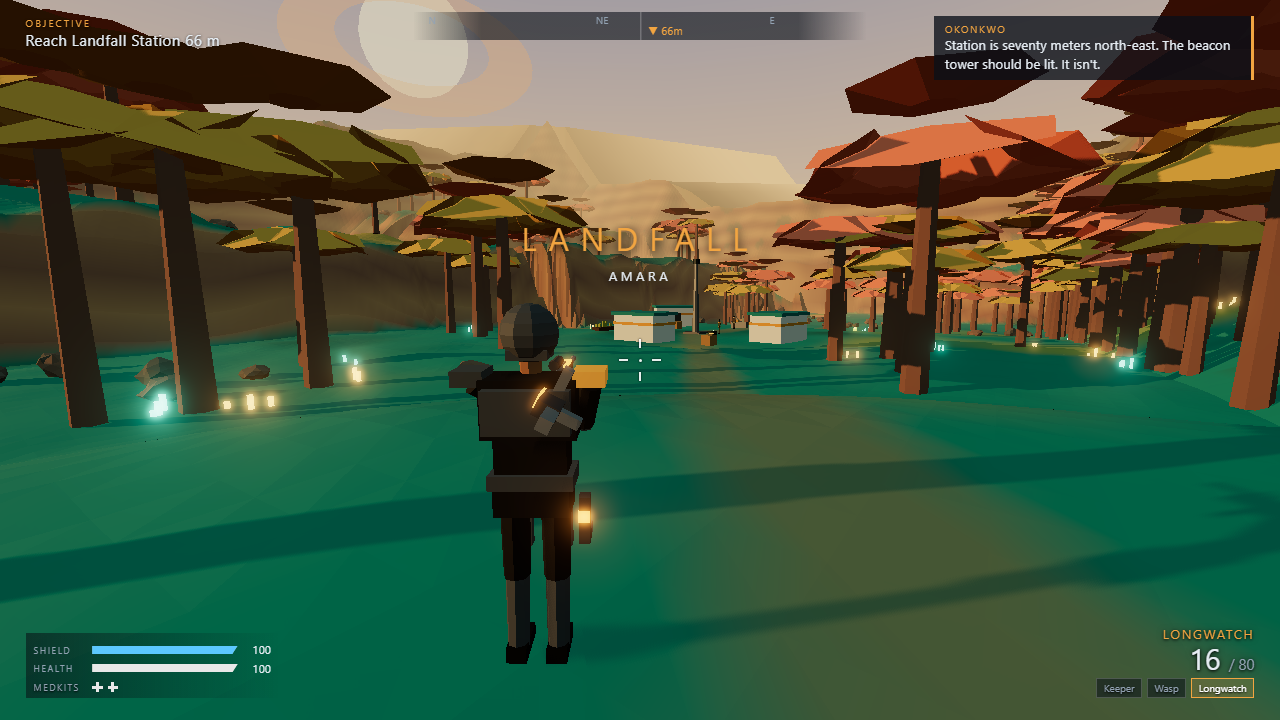 OBJECTIVE
Reach Landfall Station 66 m
NE
E
66m
OKONKWO
Station is seventy meters north-east. The beacon
tower should be lit. It isn't.
LANDFALL
AMARA
SHIELD 100
HEALTH 100
MEDKITS
LONGWATCH
16 / 80
Keeper Wasp Longwatch